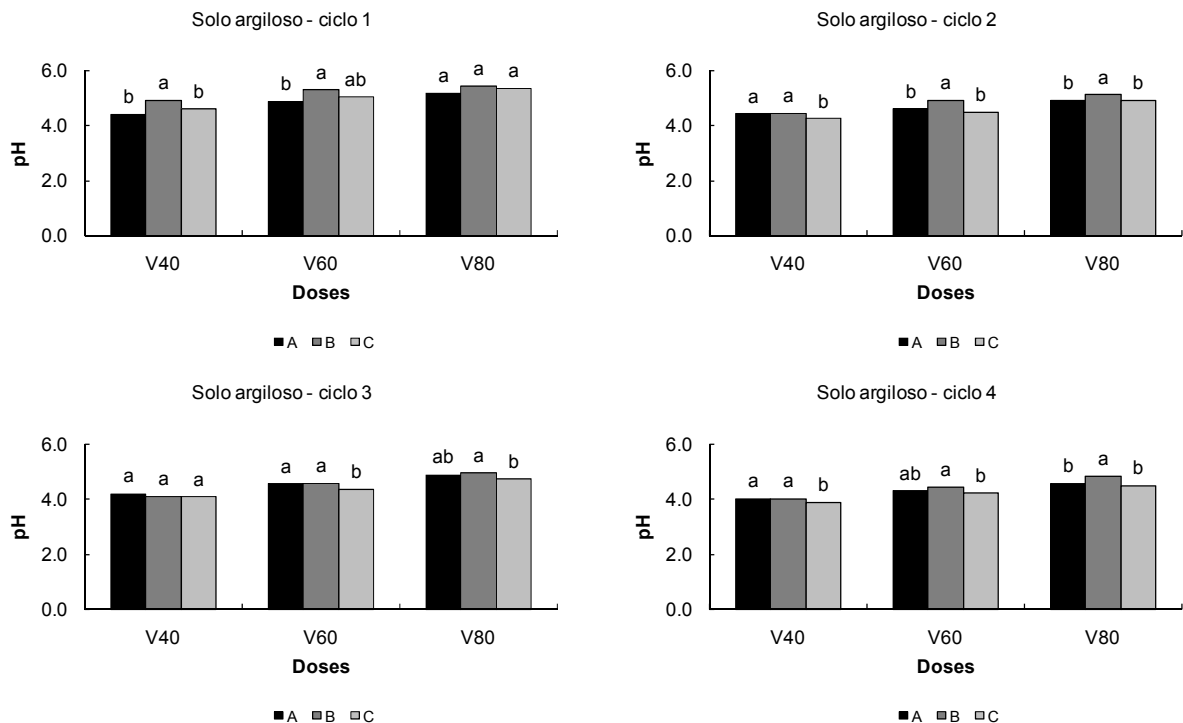 Solo argiloso - ciclo 1
6.0
4.0
2.0
0.0
pH
b a b b a ab a a a
V40 V60 V80
Doses
A B C
Solo argiloso - ciclo 2
6.0
4.0
2.0
0.0
pH
a a b b a b b a b
V40 V60 V80
Doses
A B C
Solo argiloso - ciclo 3
6.0
4.0
2.0
0.0
pH
a a a a a b ab a b
V40 V60 V80
Doses
A B C
Solo argiloso - ciclo 4
6.0
4.0
2.0
0.0
pH
a a b ab a b b a b
V40 V60 V80
Doses
A B C